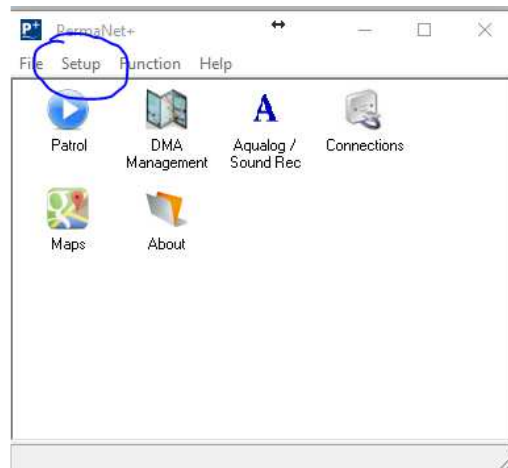 P+ PermaNet+
File Setup Function Help
Patrol DMA Management Aqualog / Sound Rec Connections
Maps About